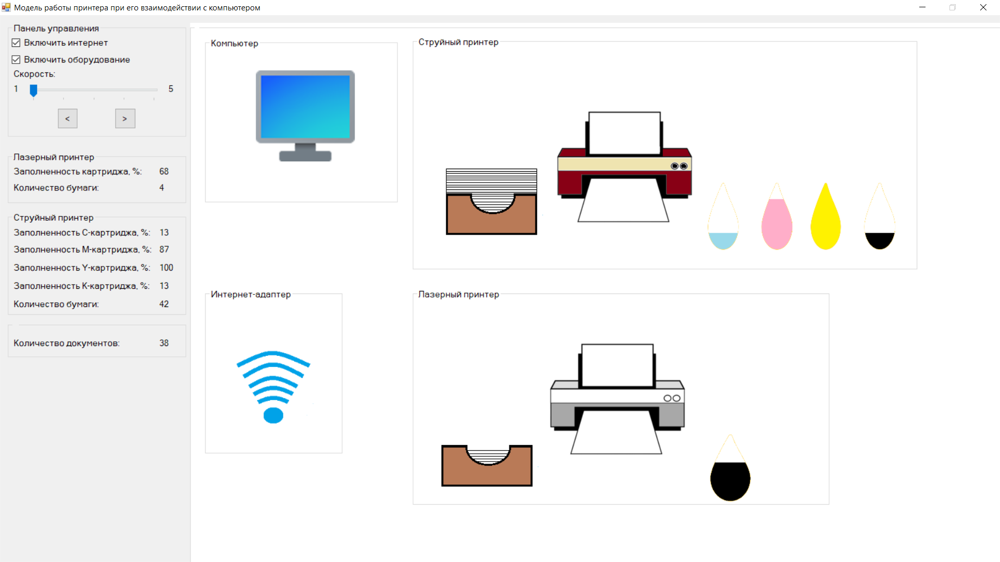 Модель работы принтера при его взаимодействии с компьютером
Панель управления
Включить интернет
Включить оборудование
Скорость:
1 5
< >
Лазерный принтер
Заполненность картриджа, %: 68
Количество бумаги: 4
Струйный принтер
Заполненность C-картриджа, %: 13
Заполненность M-картриджа, %: 87
Заполненность Y-картриджа, %: 100
Заполненность K-картриджа, %: 13
Количество бумаги: 42
Количество документов: 38
Компьютер
Струйный принтер
Интернет-адаптер
Лазерный принтер